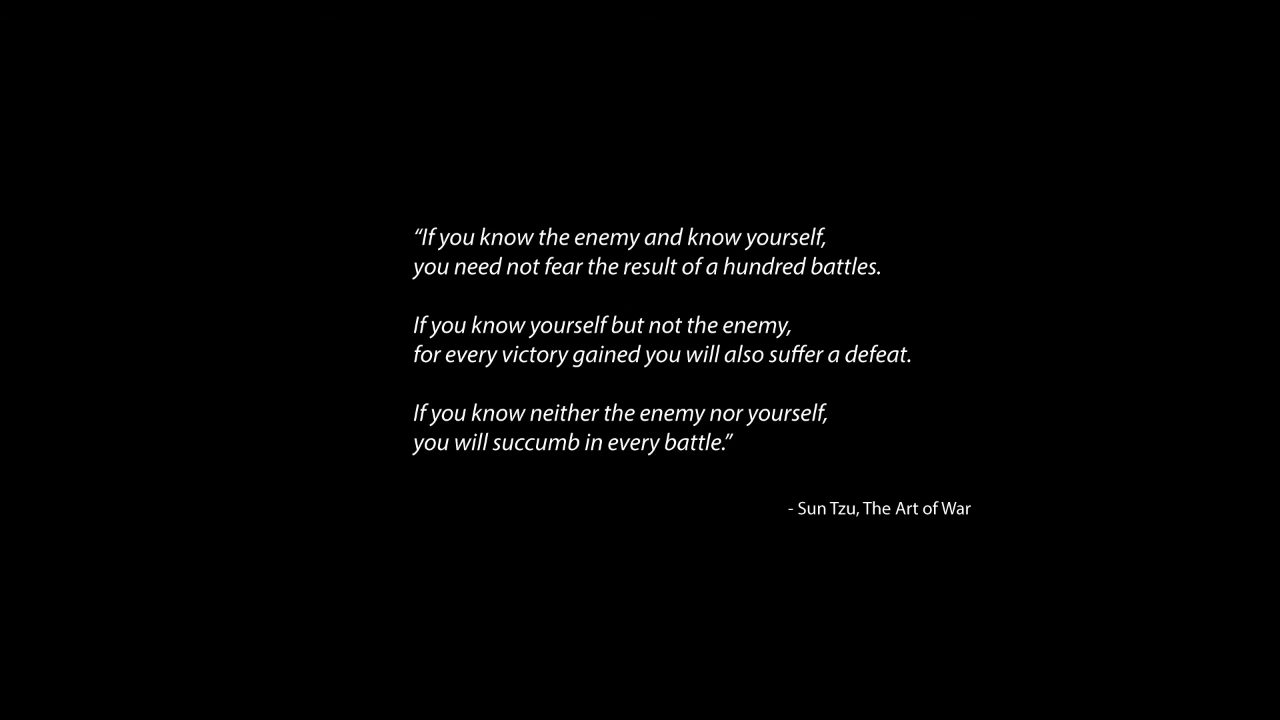 “If you know the enemy and know yourself,
you need not fear the result of a hundred battles.
If you know yourself but not the enemy,
for every victory gained you will also suffer a defeat.
If you know neither the enemy nor yourself,
you will succumb in every battle.”
- Sun Tzu, The Art of War